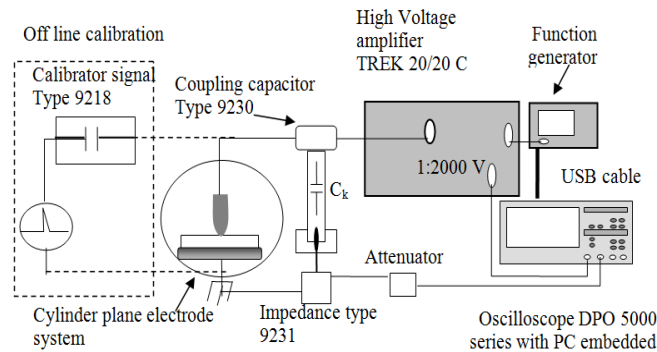 Off line calibration
Calibrator signal
Type 9218
Coupling capacitor
Type 9230
High Voltage
amplifier
TREK 20/20 C
Function
generator
1:2000 V
USB cable
Ck
Attenuator
Cylinder plane electrode
system
Impedance type
9231
Oscilloscope DPO 5000
series with PC embedded